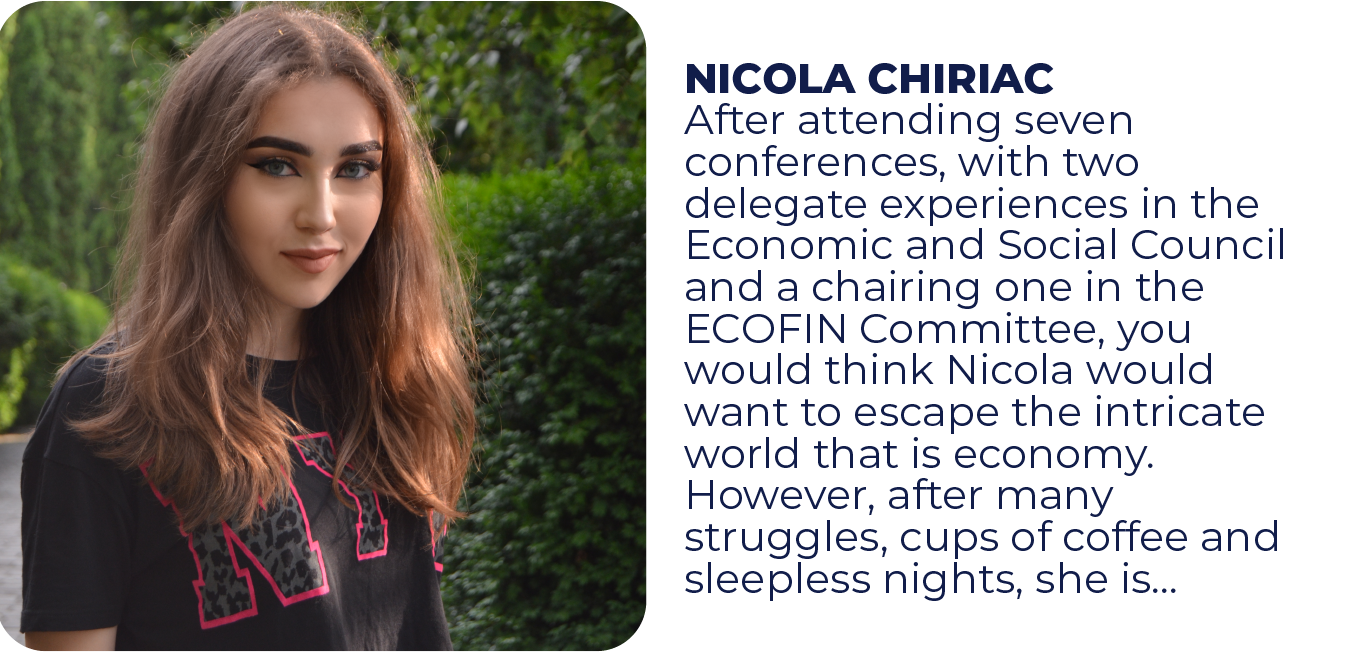 NICOLA CHIRIAC
After attending seven
conferences, with two
delegate experiences in the
Economic and Social Council
and a chairing one in the
ECOFIN Committee, you
would think Nicola would
want to escape the intricate
world that is economy.
However, after many
struggles, cups of coffee and
sleepless nights, she is...
NY